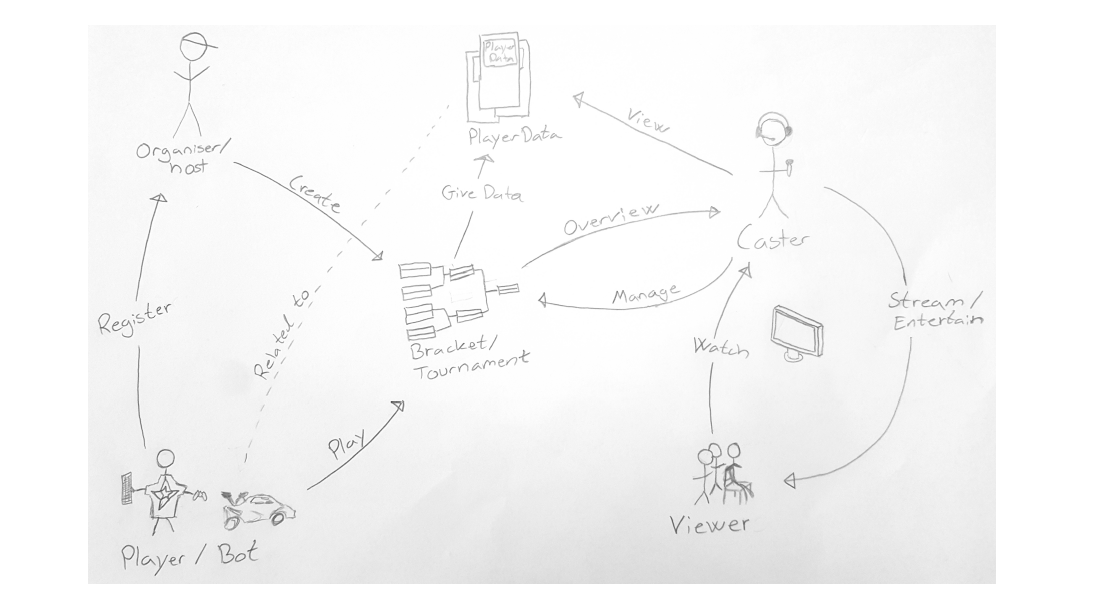 Player
Data
Player Data
View
Organiser/
host
Create
Give Data
Overview
Caster
Register
Related to
Manage
Stream/
Entertain
Bracket/
Tournament
Watch
Play
Viewer
Player / Bot